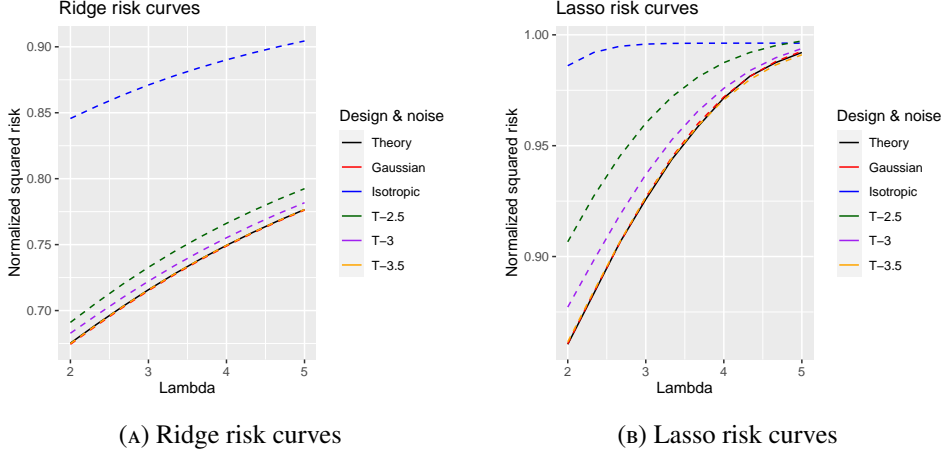 Ridge risk curves
Normalized squared risk
0.90
0.85
0.80
0.75
0.70
2 3 4 5
Lambda
Design & noise
Theory
Gaussian
Isotropic
T−2.5
T−3
T−3.5
(A) Ridge risk curves
Lasso risk curves
Normalized squared risk
1.00
0.95
0.90
2 3 4 5
Lambda
Design & noise
Theory
Gaussian
Isotropic
T−2.5
T−3
T−3.5
(B) Lasso risk curves